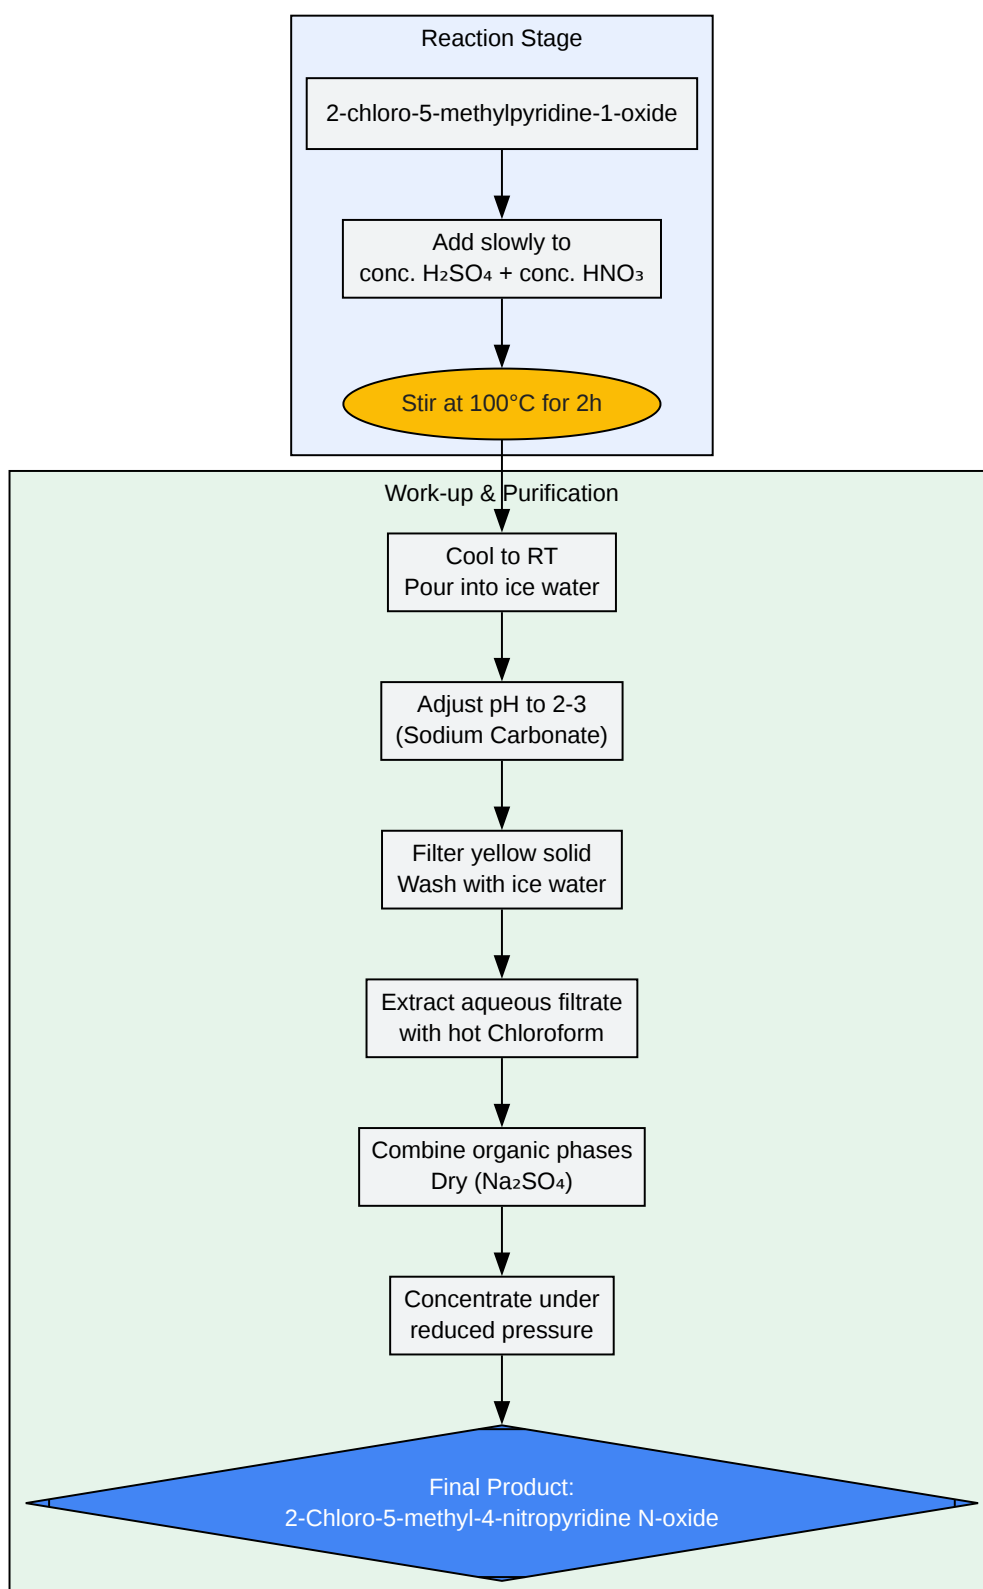 Reaction Stage
2-chloro-5-methylpyridine-1-oxide
Add slowly to
conc. H₂SO₄ + conc. HNO₃
Stir at 100°C for 2h
Work-up & Purification
Cool to RT
Pour into ice water
Adjust pH to 2-3
(Sodium Carbonate)
Filter yellow solid
Wash with ice water
Extract aqueous filtrate
with hot Chloroform
Combine organic phases
Dry (Na₂SO₄)
Concentrate under
reduced pressure
Final Product:
2-Chloro-5-methyl-4-nitropyridine N-oxide